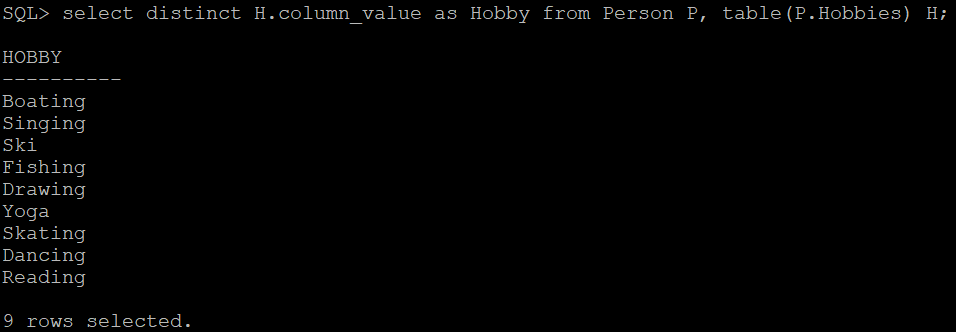 SQL> select distinct H.column_value as Hobby from Person P, table(P.Hobbies) H;
HOBBY
----------
Boating
Singing
Ski
Fishing
Drawing
Yoga
Skating
Dancing
Reading
9 rows selected.